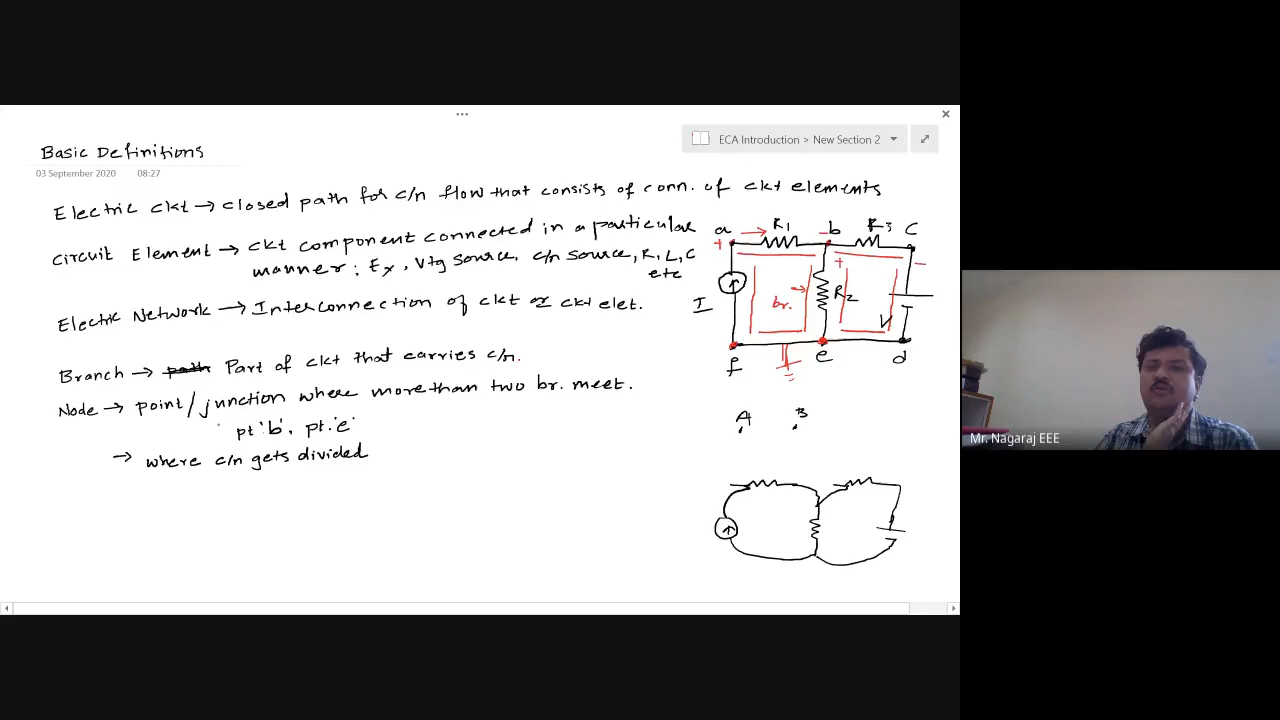 ECA Introduction > New Section 2
Basic Definitions
03 September 2020 08:27
Electric ckt → closed path for c/n flow that consists of conn. of ckt elements
Circuit Element → ckt component connected in a particular
manner : Ex, Vtg source, c/n source, R, L, C
etc
Electric Network → Interconnection of ckt or ckt elet.
Branch → path Part of ckt that carries c/n.
Node → point/junction where more than two br. meet.
pt 'b', pt. 'e'
→ where c/n gets divided
a → R1 b R3 c
+ - + -
I br. → R2 V
f e d
A B
Mr. Nagaraj EEE